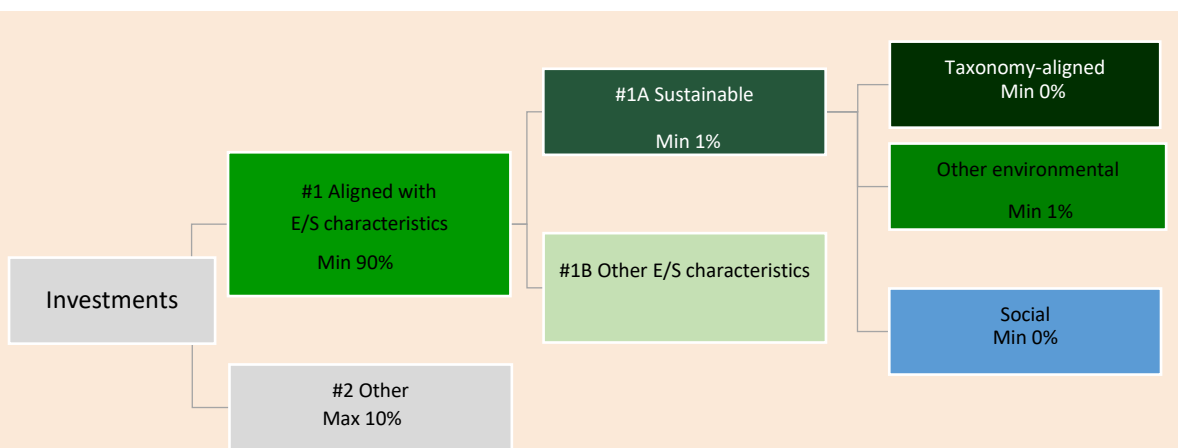 Investments
#1 Aligned with
E/S characteristics
Min 90%
#2 Other
Max 10%
#1A Sustainable
Min 1%
#1B Other E/S characteristics
Taxonomy-aligned
Min 0%
Other environmental
Min 1%
Social
Min 0%